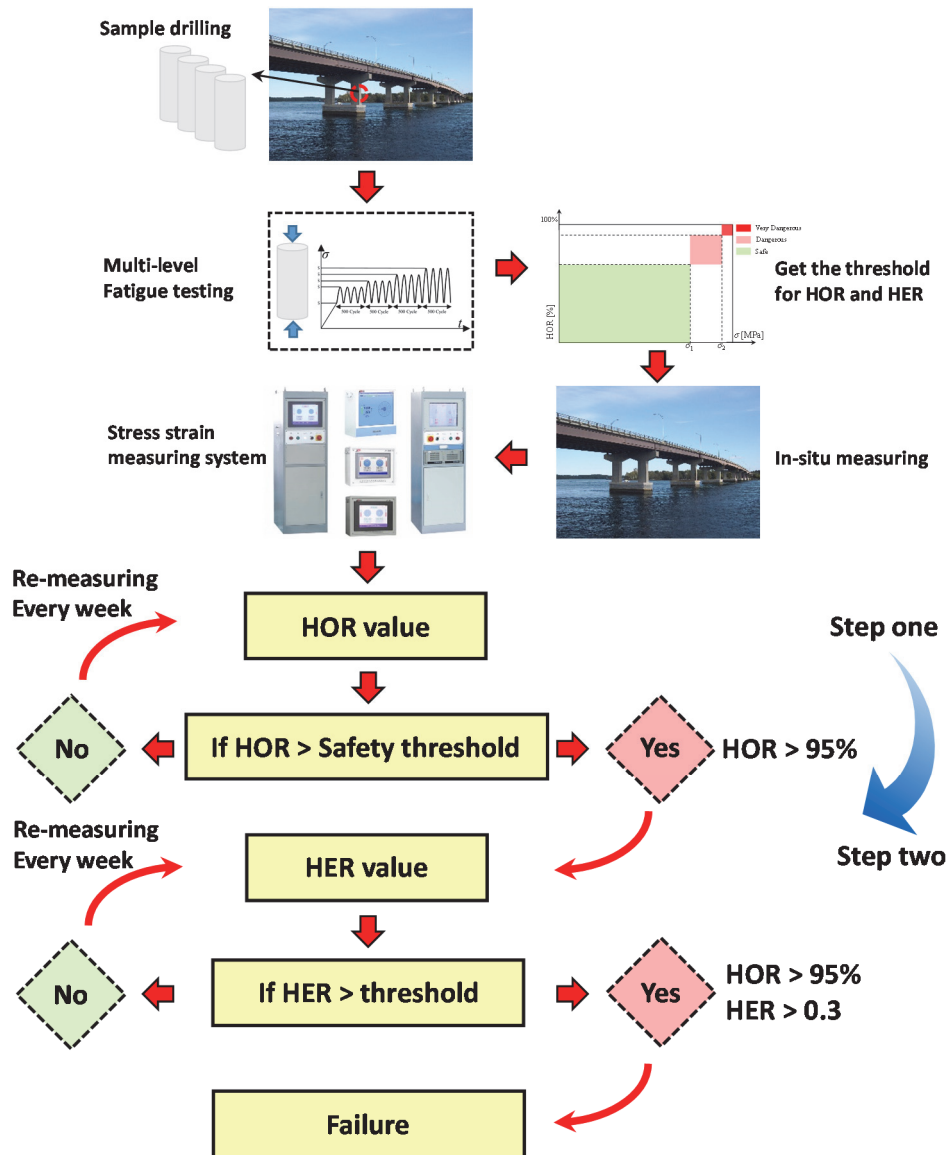 Sample drilling
Multi-level
Fatigue testing
σ
500 Cycle
500 Cycle
500 Cycle
500 Cycle
t
100%
HOR [%]
σ1
σ2
σ [MPa]
Very Dangerous
Dangerous
Safe
Get the threshold
for HOR and HER
Stress strain
measuring system
In-situ measuring
Re-measuring
Every week
HOR value
Step one
No
If HOR > Safety threshold
Yes
HOR > 95%
Re-measuring
Every week
HER value
Step two
No
If HER > threshold
Yes
HOR > 95%
HER > 0.3
Failure